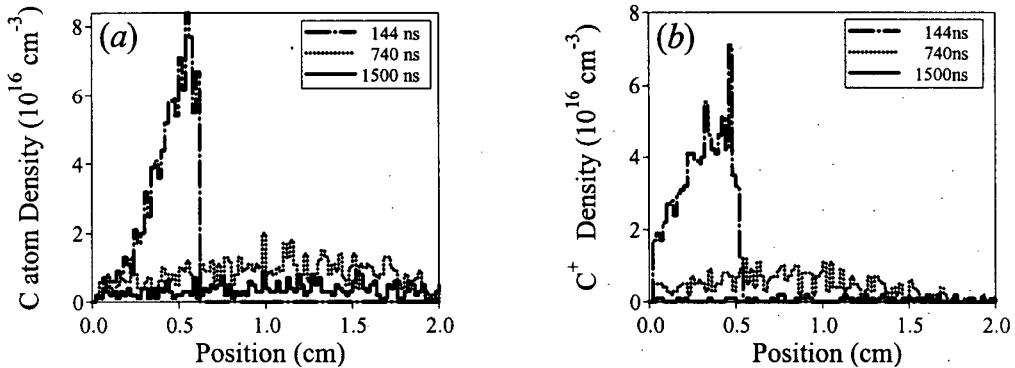 (a)
144 ns
740 ns
1500 ns
C atom Density (10^16 cm^-3)
8
6
4
2
0
0.0 0.5 1.0 1.5 2.0
Position (cm)
(b)
144ns
740ns
1500ns
C^+ Density (10^16 cm^-3)
8
6
4
2
0
0.0 0.5 1.0 1.5 2.0
Position (cm)